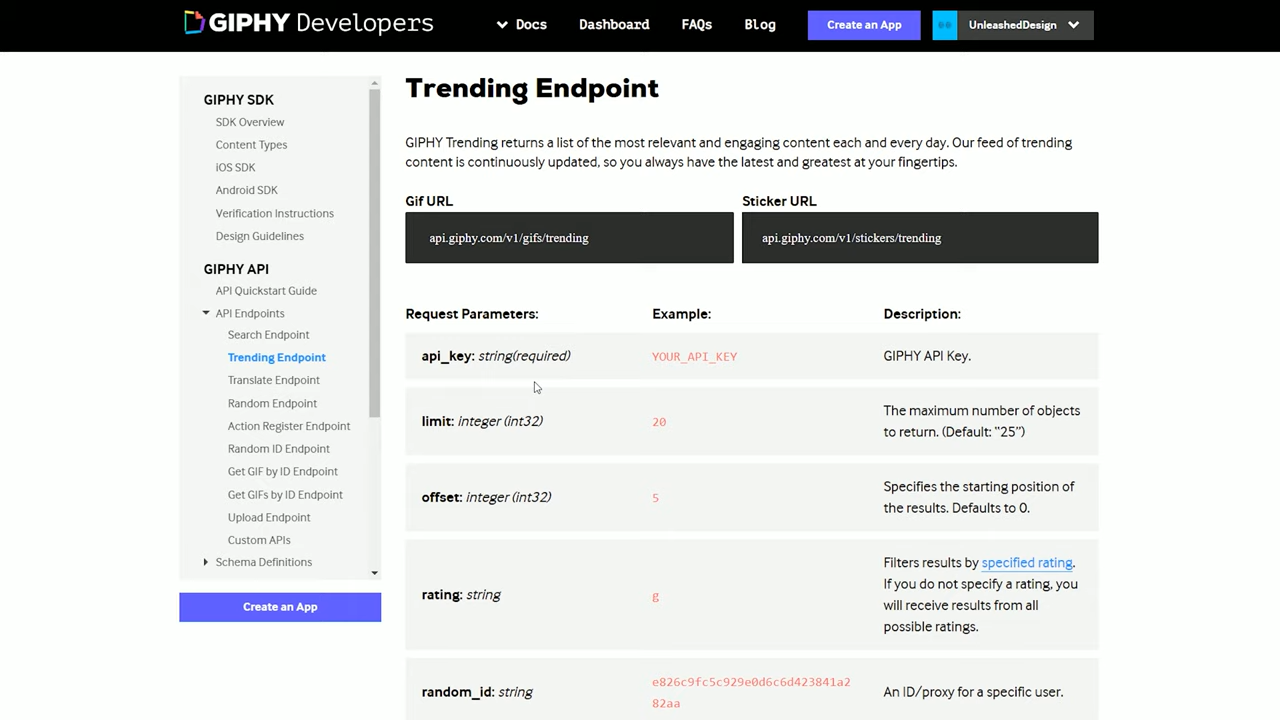 GIPHY Developers
Docs
Dashboard
FAQs
Blog
Create an App
UnleashedDesign
GIPHY SDK
SDK Overview
Content Types
iOS SDK
Android SDK
Verification Instructions
Design Guidelines
GIPHY API
API Quickstart Guide
API Endpoints
Search Endpoint
Trending Endpoint
Translate Endpoint
Random Endpoint
Action Register Endpoint
Random ID Endpoint
Get GIF by ID Endpoint
Get GIFs by ID Endpoint
Upload Endpoint
Custom APIs
Schema Definitions
Create an App
Trending Endpoint
GIPHY Trending returns a list of the most relevant and engaging content each and every day. Our feed of trending
content is continuously updated, so you always have the latest and greatest at your fingertips.
Gif URL
api.giphy.com/v1/gifs/trending
Sticker URL
api.giphy.com/v1/stickers/trending
Request Parameters: Example: Description:
api_key: string(required) YOUR_API_KEY GIPHY API Key.
limit: integer (int32) 20 The maximum number of objects
to return. (Default: “25”)
offset: integer (int32) 5 Specifies the starting position of
the results. Defaults to 0.
rating: string g Filters results by specified rating.
If you do not specify a rating, you
will receive results from all
possible ratings.
random_id: string e826c9fc5c929e0d6c6d423841a2
82aa
An ID/proxy for a specific user.